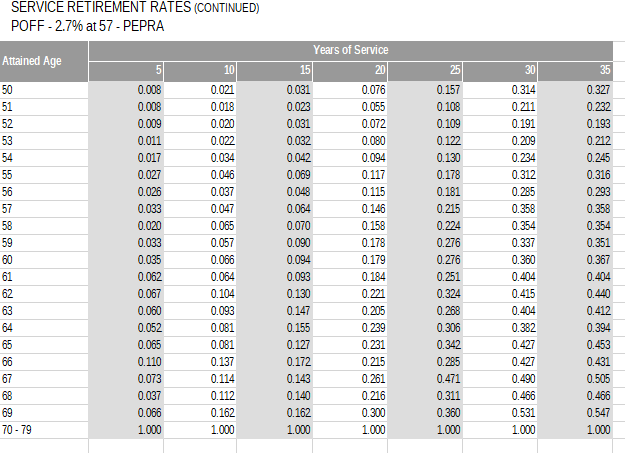 SERVICE RETIREMENT RATES (CONTINUED)
POFF - 2.7% at 57 - PEPRA
Years of Service
Attained Age
5 10 15 20 25 30 35
50 0.008 0.021 0.031 0.076 0.157 0.314 0.327
51 0.008 0.018 0.023 0.055 0.108 0.211 0.232
52 0.009 0.020 0.031 0.072 0.109 0.191 0.193
53 0.011 0.022 0.032 0.080 0.122 0.209 0.212
54 0.017 0.034 0.042 0.094 0.130 0.234 0.245
55 0.027 0.046 0.069 0.117 0.178 0.312 0.316
56 0.026 0.037 0.048 0.115 0.181 0.285 0.293
57 0.033 0.047 0.064 0.146 0.215 0.358 0.358
58 0.020 0.065 0.070 0.158 0.224 0.354 0.354
59 0.033 0.057 0.090 0.178 0.276 0.337 0.351
60 0.035 0.066 0.094 0.179 0.276 0.360 0.367
61 0.062 0.064 0.093 0.184 0.251 0.404 0.404
62 0.067 0.104 0.130 0.221 0.324 0.415 0.440
63 0.060 0.093 0.147 0.205 0.268 0.404 0.412
64 0.052 0.081 0.155 0.239 0.306 0.382 0.394
65 0.065 0.081 0.127 0.231 0.342 0.427 0.453
66 0.110 0.137 0.172 0.215 0.285 0.427 0.431
67 0.073 0.114 0.143 0.261 0.471 0.490 0.505
68 0.037 0.112 0.140 0.216 0.311 0.466 0.466
69 0.066 0.162 0.162 0.300 0.360 0.531 0.547
70 - 79 1.000 1.000 1.000 1.000 1.000 1.000 1.000